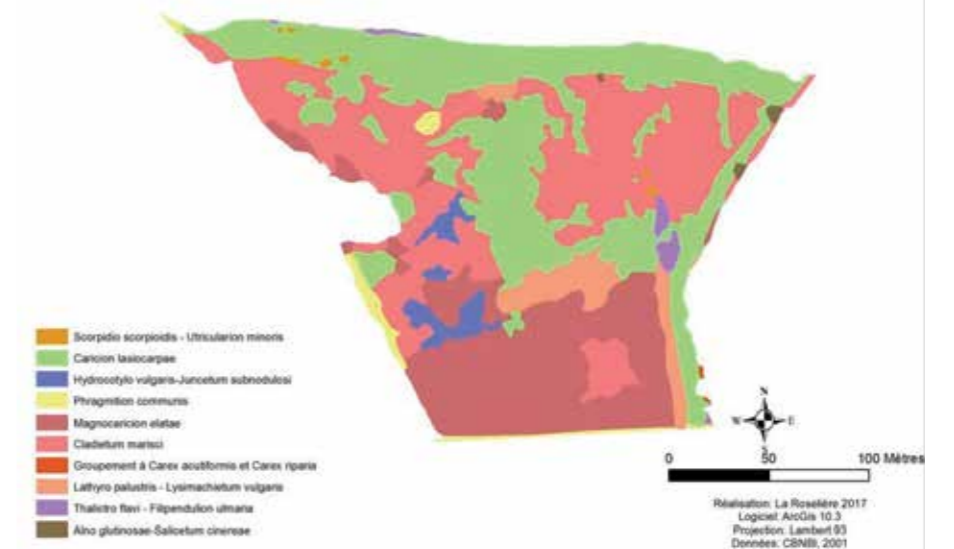 Scorpidio scorpioidis - Utricularion minoris
Caricion lasiocarpae
Hydrocotylo vulgaris-Juncetum subnodulosi
Phragmition communis
Magnocaricion elatae
Cladietum marisci
Groupement à Carex acutiformis et Carex riparia
Lathyro palustris - Lysimachietum vulgaris
Thalictro flavi - Filipendulion ulmaria
Alno glutinosae-Salicetum cinereae
N
W E
S
0 50 100 Mètres
Réalisation: La Roselière 2017
Logiciel: ArcGis 10.3
Projection: Lambert 93
Données: CBNBl, 2001